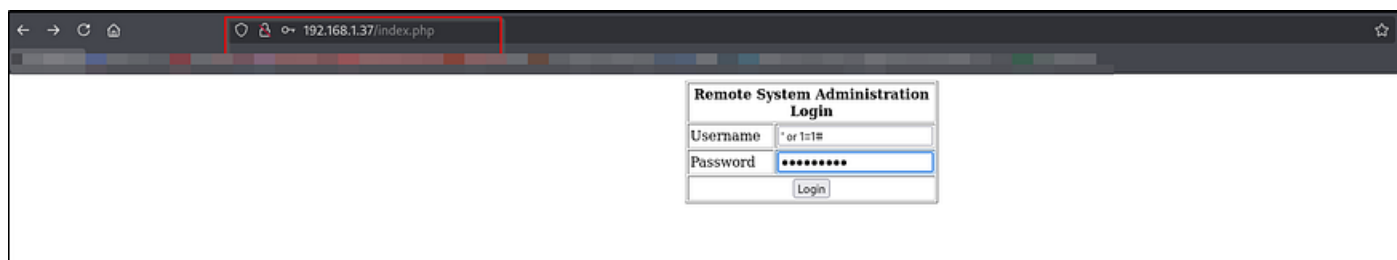 192.168.1.37/index.php
Remote System Administration
Login
Username ' or 1=1#
Password •••••••••
Login